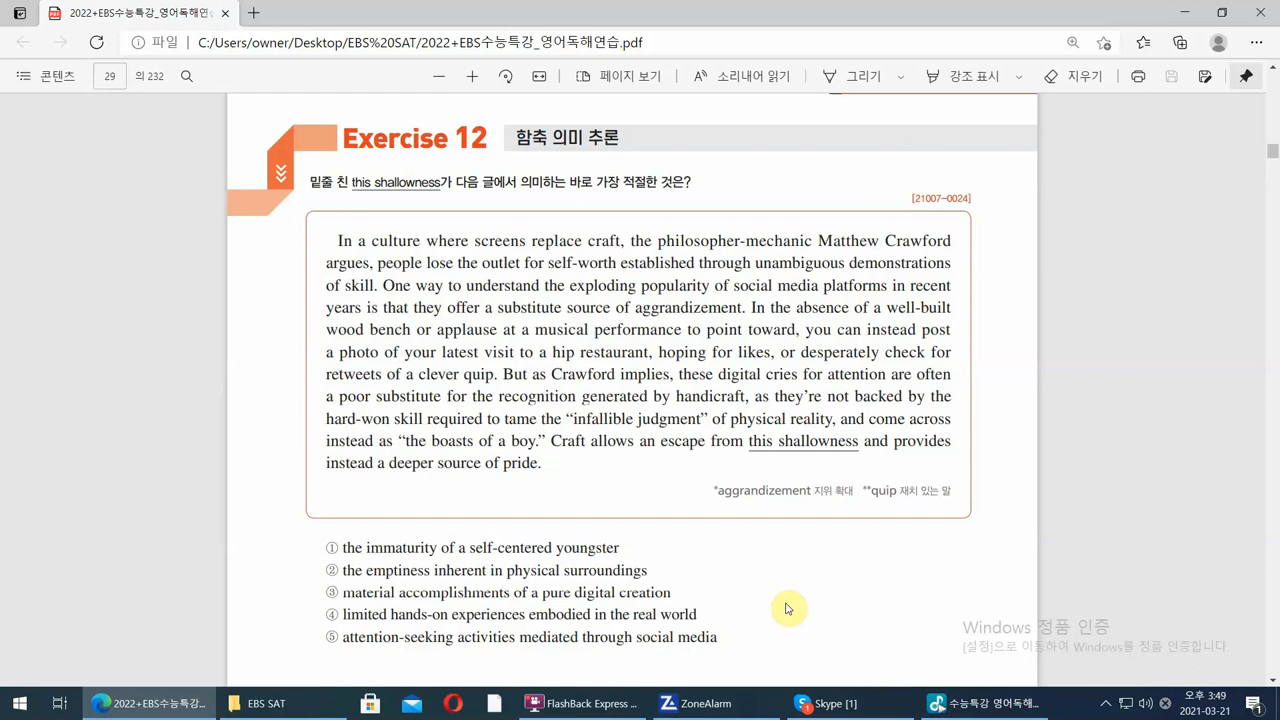 2022+EBS수능특강_영어독해연
파일 C:/Users/owner/Desktop/EBS%20SAT/2022+EBS수능특강_영어독해연습.pdf
콘텐츠 29 의 232 페이지 보기 소리내어 읽기 그리기 강조 표시 지우기
Exercise 12 함축 의미 추론
밑줄 친 this shallowness가 다음 글에서 의미하는 바로 가장 적절한 것은?
[21007-0024]
In a culture where screens replace craft, the philosopher-mechanic Matthew Crawford
argues, people lose the outlet for self-worth established through unambiguous demonstrations
of skill. One way to understand the exploding popularity of social media platforms in recent
years is that they offer a substitute source of aggrandizement. In the absence of a well-built
wood bench or applause at a musical performance to point toward, you can instead post
a photo of your latest visit to a hip restaurant, hoping for likes, or desperately check for
retweets of a clever quip. But as Crawford implies, these digital cries for attention are often
a poor substitute for the recognition generated by handicraft, as they're not backed by the
hard-won skill required to tame the “infallible judgment” of physical reality, and come across
instead as “the boasts of a boy.” Craft allows an escape from this shallowness and provides
instead a deeper source of pride.
*aggrandizement 지위 확대 **quip 재치 있는 말
① the immaturity of a self-centered youngster
② the emptiness inherent in physical surroundings
③ material accomplishments of a pure digital creation
④ limited hands-on experiences embodied in the real world
⑤ attention-seeking activities mediated through social media
Windows 정품 인증
[설정]으로 이동하여 Windows를 정품 인증합니다.
2022+EBS수능특강_... EBS SAT FlashBack Express ... ZoneAlarm Skype [1] 수능특강 영어독해... 오후 3:49
2021-03-21